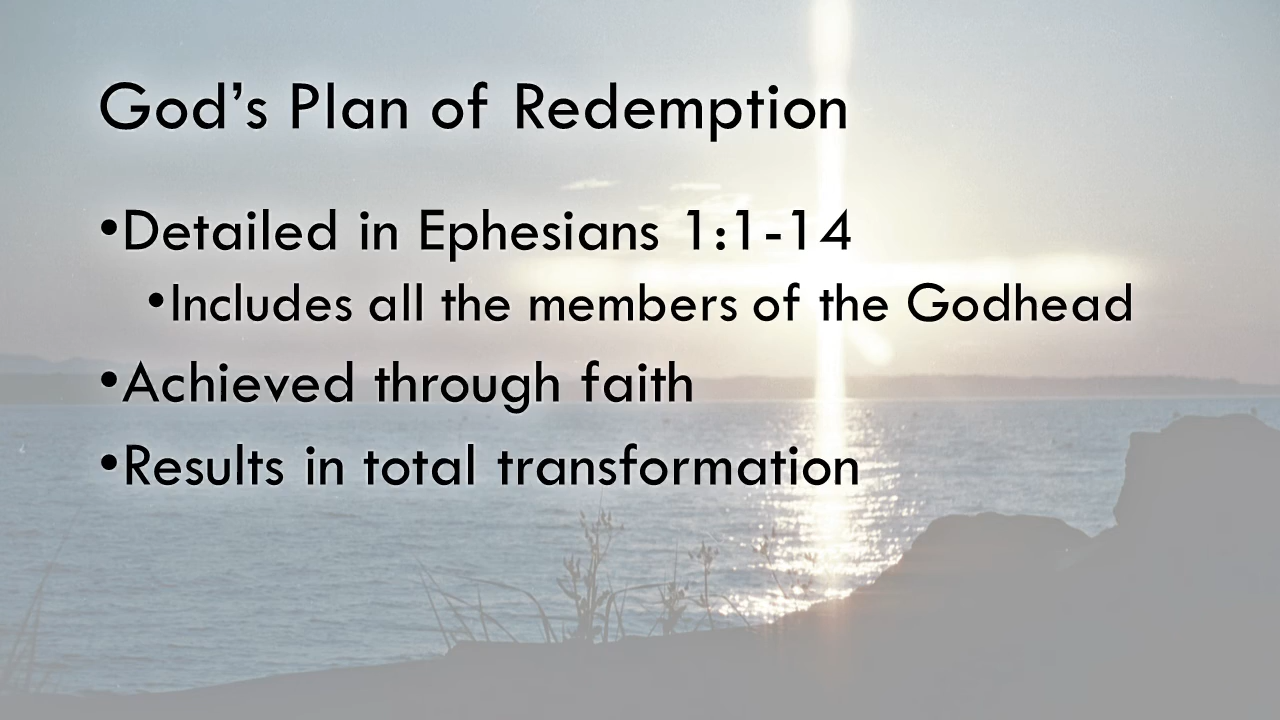 God’s Plan of Redemption
•Detailed in Ephesians 1:1-14
•Includes all the members of the Godhead
•Achieved through faith
•Results in total transformation